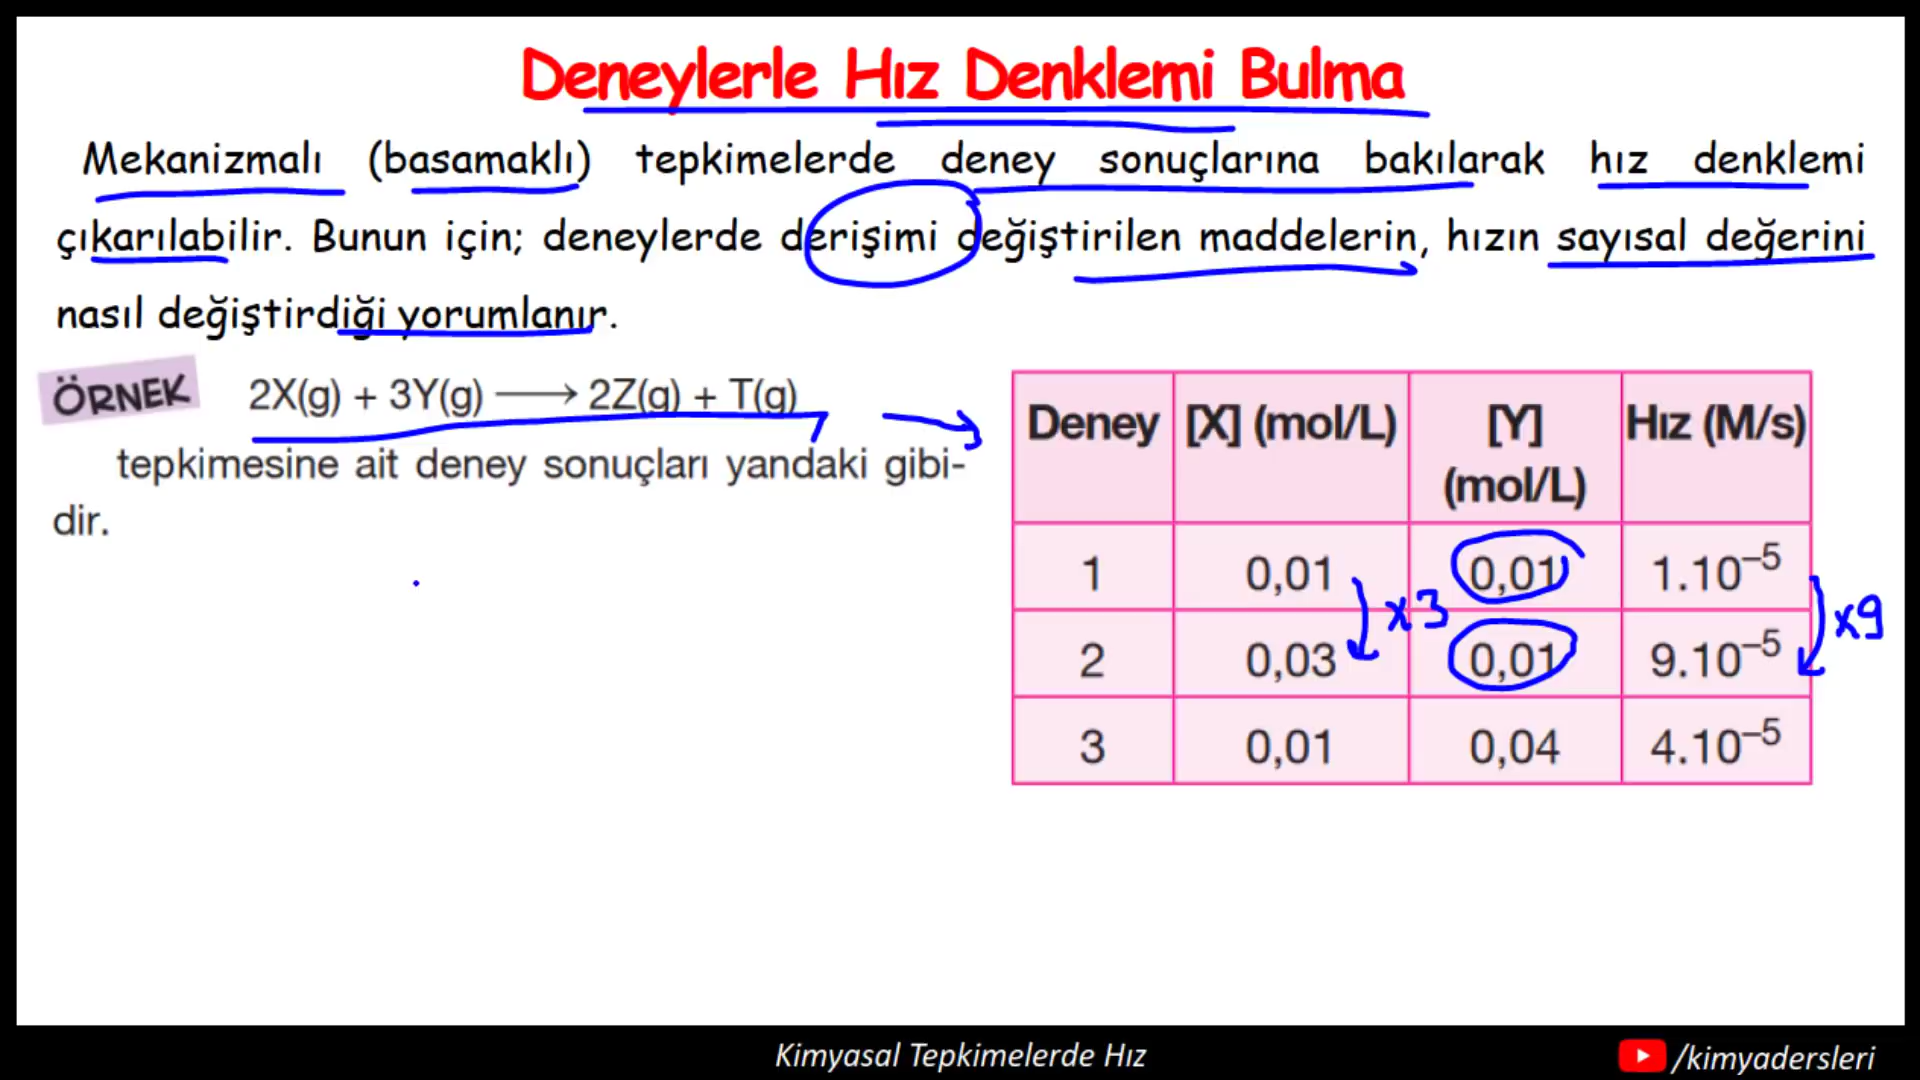 Deneylerle Hız Denklemi Bulma
Mekanizmalı (basamaklı) tepkimelerde deney sonuçlarına bakılarak hız denklemi
çıkarılabilir. Bunun için; deneylerde derişimi değiştirilen maddelerin, hızın sayısal değerini
nasıl değiştirdiği yorumlanır.
ÖRNEK 2X(g) + 3Y(g) ⟶ 2Z(g) + T(g)
tepkimesine ait deney sonuçları yandaki gibi-
dir.
Deney [X] (mol/L) [Y] (mol/L) Hız (M/s)
1 0,01 0,01 1.10⁻⁵
x3 x9
2 0,03 0,01 9.10⁻⁵
3 0,01 0,04 4.10⁻⁵
Kimyasal Tepkimelerde Hız
/kimyadersleri